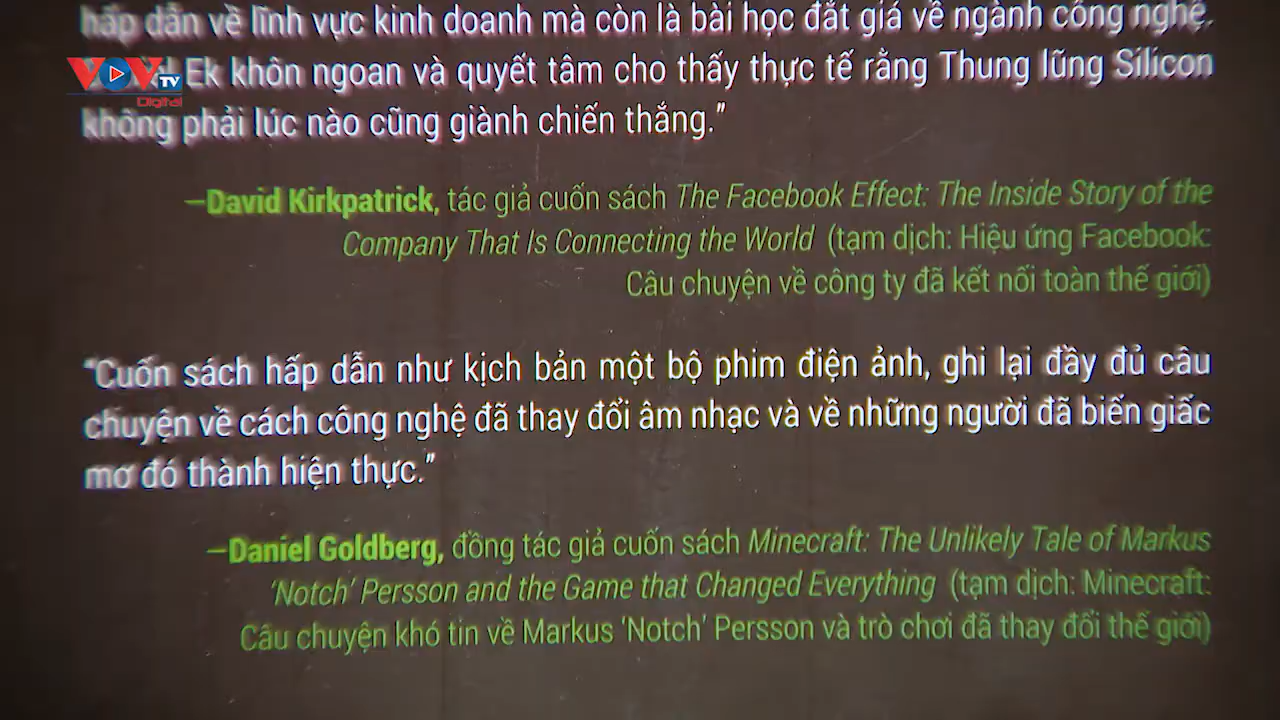 hấp dẫn về lĩnh vực kinh doanh mà còn là bài học đắt giá về ngành công nghệ.
VOVTV Digital
Ek khôn ngoan và quyết tâm cho thấy thực tế rằng Thung lũng Silicon
không phải lúc nào cũng giành chiến thắng.”
—David Kirkpatrick, tác giả cuốn sách The Facebook Effect: The Inside Story of the
Company That Is Connecting the World (tạm dịch: Hiệu ứng Facebook:
Câu chuyện về công ty đã kết nối toàn thế giới)
“Cuốn sách hấp dẫn như kịch bản một bộ phim điện ảnh, ghi lại đầy đủ câu
chuyện về cách công nghệ đã thay đổi âm nhạc và về những người đã biến giấc
mơ đó thành hiện thực.”
—Daniel Goldberg, đồng tác giả cuốn sách Minecraft: The Unlikely Tale of Markus
‘Notch’ Persson and the Game that Changed Everything (tạm dịch: Minecraft:
Câu chuyện khó tin về Markus ‘Notch’ Persson và trò chơi đã thay đổi thế giới)